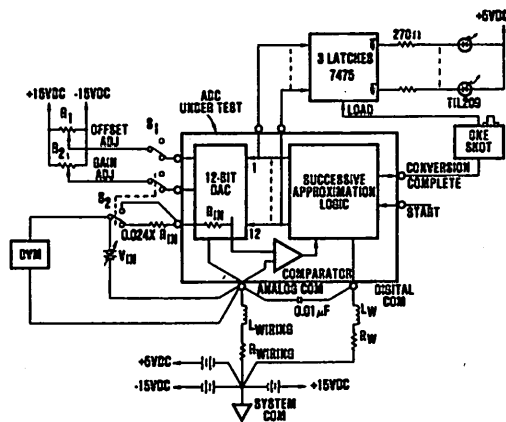 +5VDC
270Ω
3 LATCHES
7475
Q̅
Q̅
TIL209
LOAD
ONE
SHOT
+15VDC
-15VDC
R1
OFFSET
ADJ
R2
GAIN
ADJ
S1
ADC
UNDER TEST
12-BIT
DAC
1
12
SUCCESSIVE
APPROXIMATION
LOGIC
CONVERSION
COMPLETE
START
S2
0.024X RIN
RIN
DVM
VIN
COMPARATOR
ANALOG COM
DIGITAL
COM
0.01µF
LWIRING
RWIRING
LW
RW
+5VDC
-15VDC
+15VDC
SYSTEM
COM